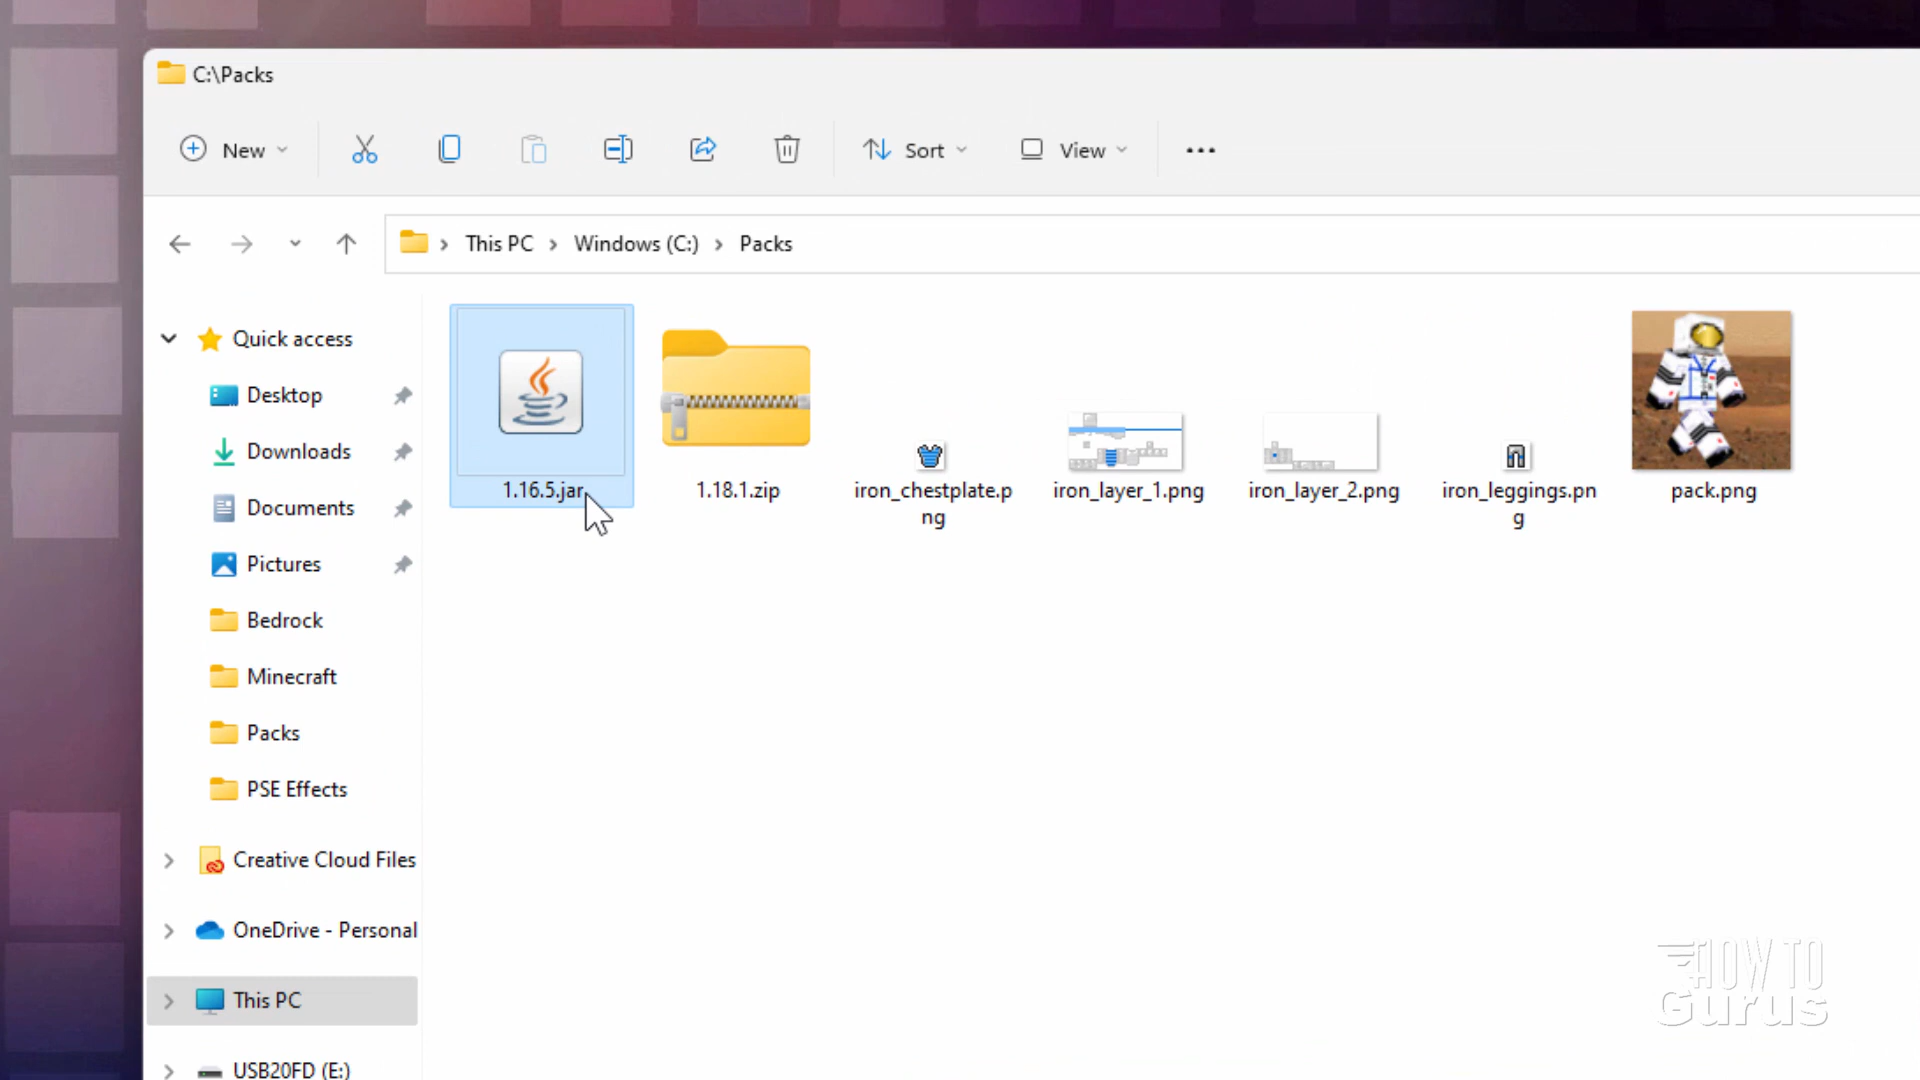 C:\Packs
New
Sort
View
This PC
Windows (C:)
Packs
Quick access
Desktop
Downloads
Documents
Pictures
Bedrock
Minecraft
Packs
PSE Effects
Creative Cloud Files
OneDrive - Personal
This PC
USB20FD (E:)
1.16.5.jar
1.18.1.zip
iron_chestplate.p
ng
iron_layer_1.png
iron_layer_2.png
iron_leggings.pn
g
pack.png
HOW TO
Gurus